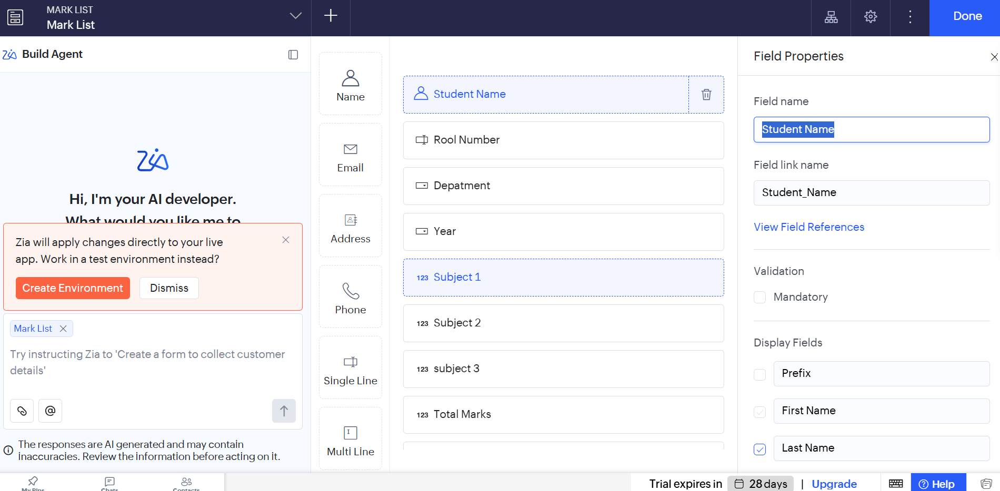 MARK LIST
Mark List
Done
Zia Build Agent
Zia
Hi, I'm your AI developer.
What would you like me to
Zia will apply changes directly to your live
app. Work in a test environment instead?
Create Environment
Dismiss
Mark List
Try instructing Zia to 'Create a form to collect customer
details'
@
The responses are AI generated and may contain
inaccuracies. Review the information before acting on it.
Name
Email
Address
Phone
Single Line
Multi Line
Student Name
Rool Number
Depatment
Year
123 Subject 1
123 Subject 2
123 subject 3
123 Total Marks
Field Properties
Field name
Student Name
Field link name
Student_Name
View Field References
Validation
Mandatory
Display Fields
Prefix
First Name
Last Name
My Pins
Chats
Contacts
Trial expires in 28 days | Upgrade
Help